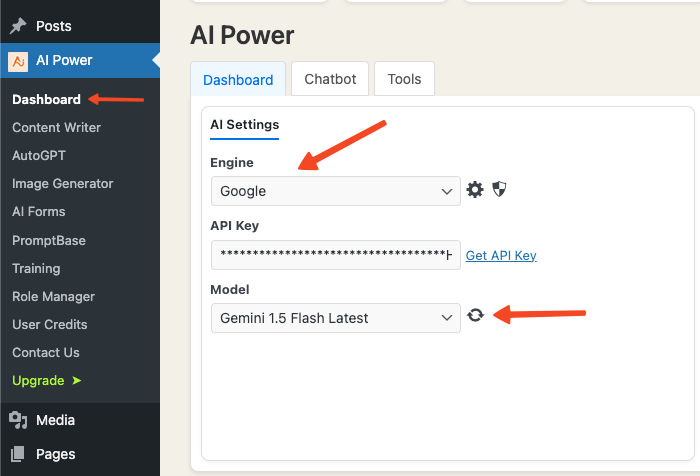 Posts
AI Power
Dashboard
Content Writer
AutoGPT
Image Generator
AI Forms
PromptBase
Training
Role Manager
User Credits
Contact Us
Upgrade ➤
Media
Pages
AI Power
Dashboard Chatbot Tools
AI Settings
Engine
Google
API Key
************************************H Get API Key
Model
Gemini 1.5 Flash Latest